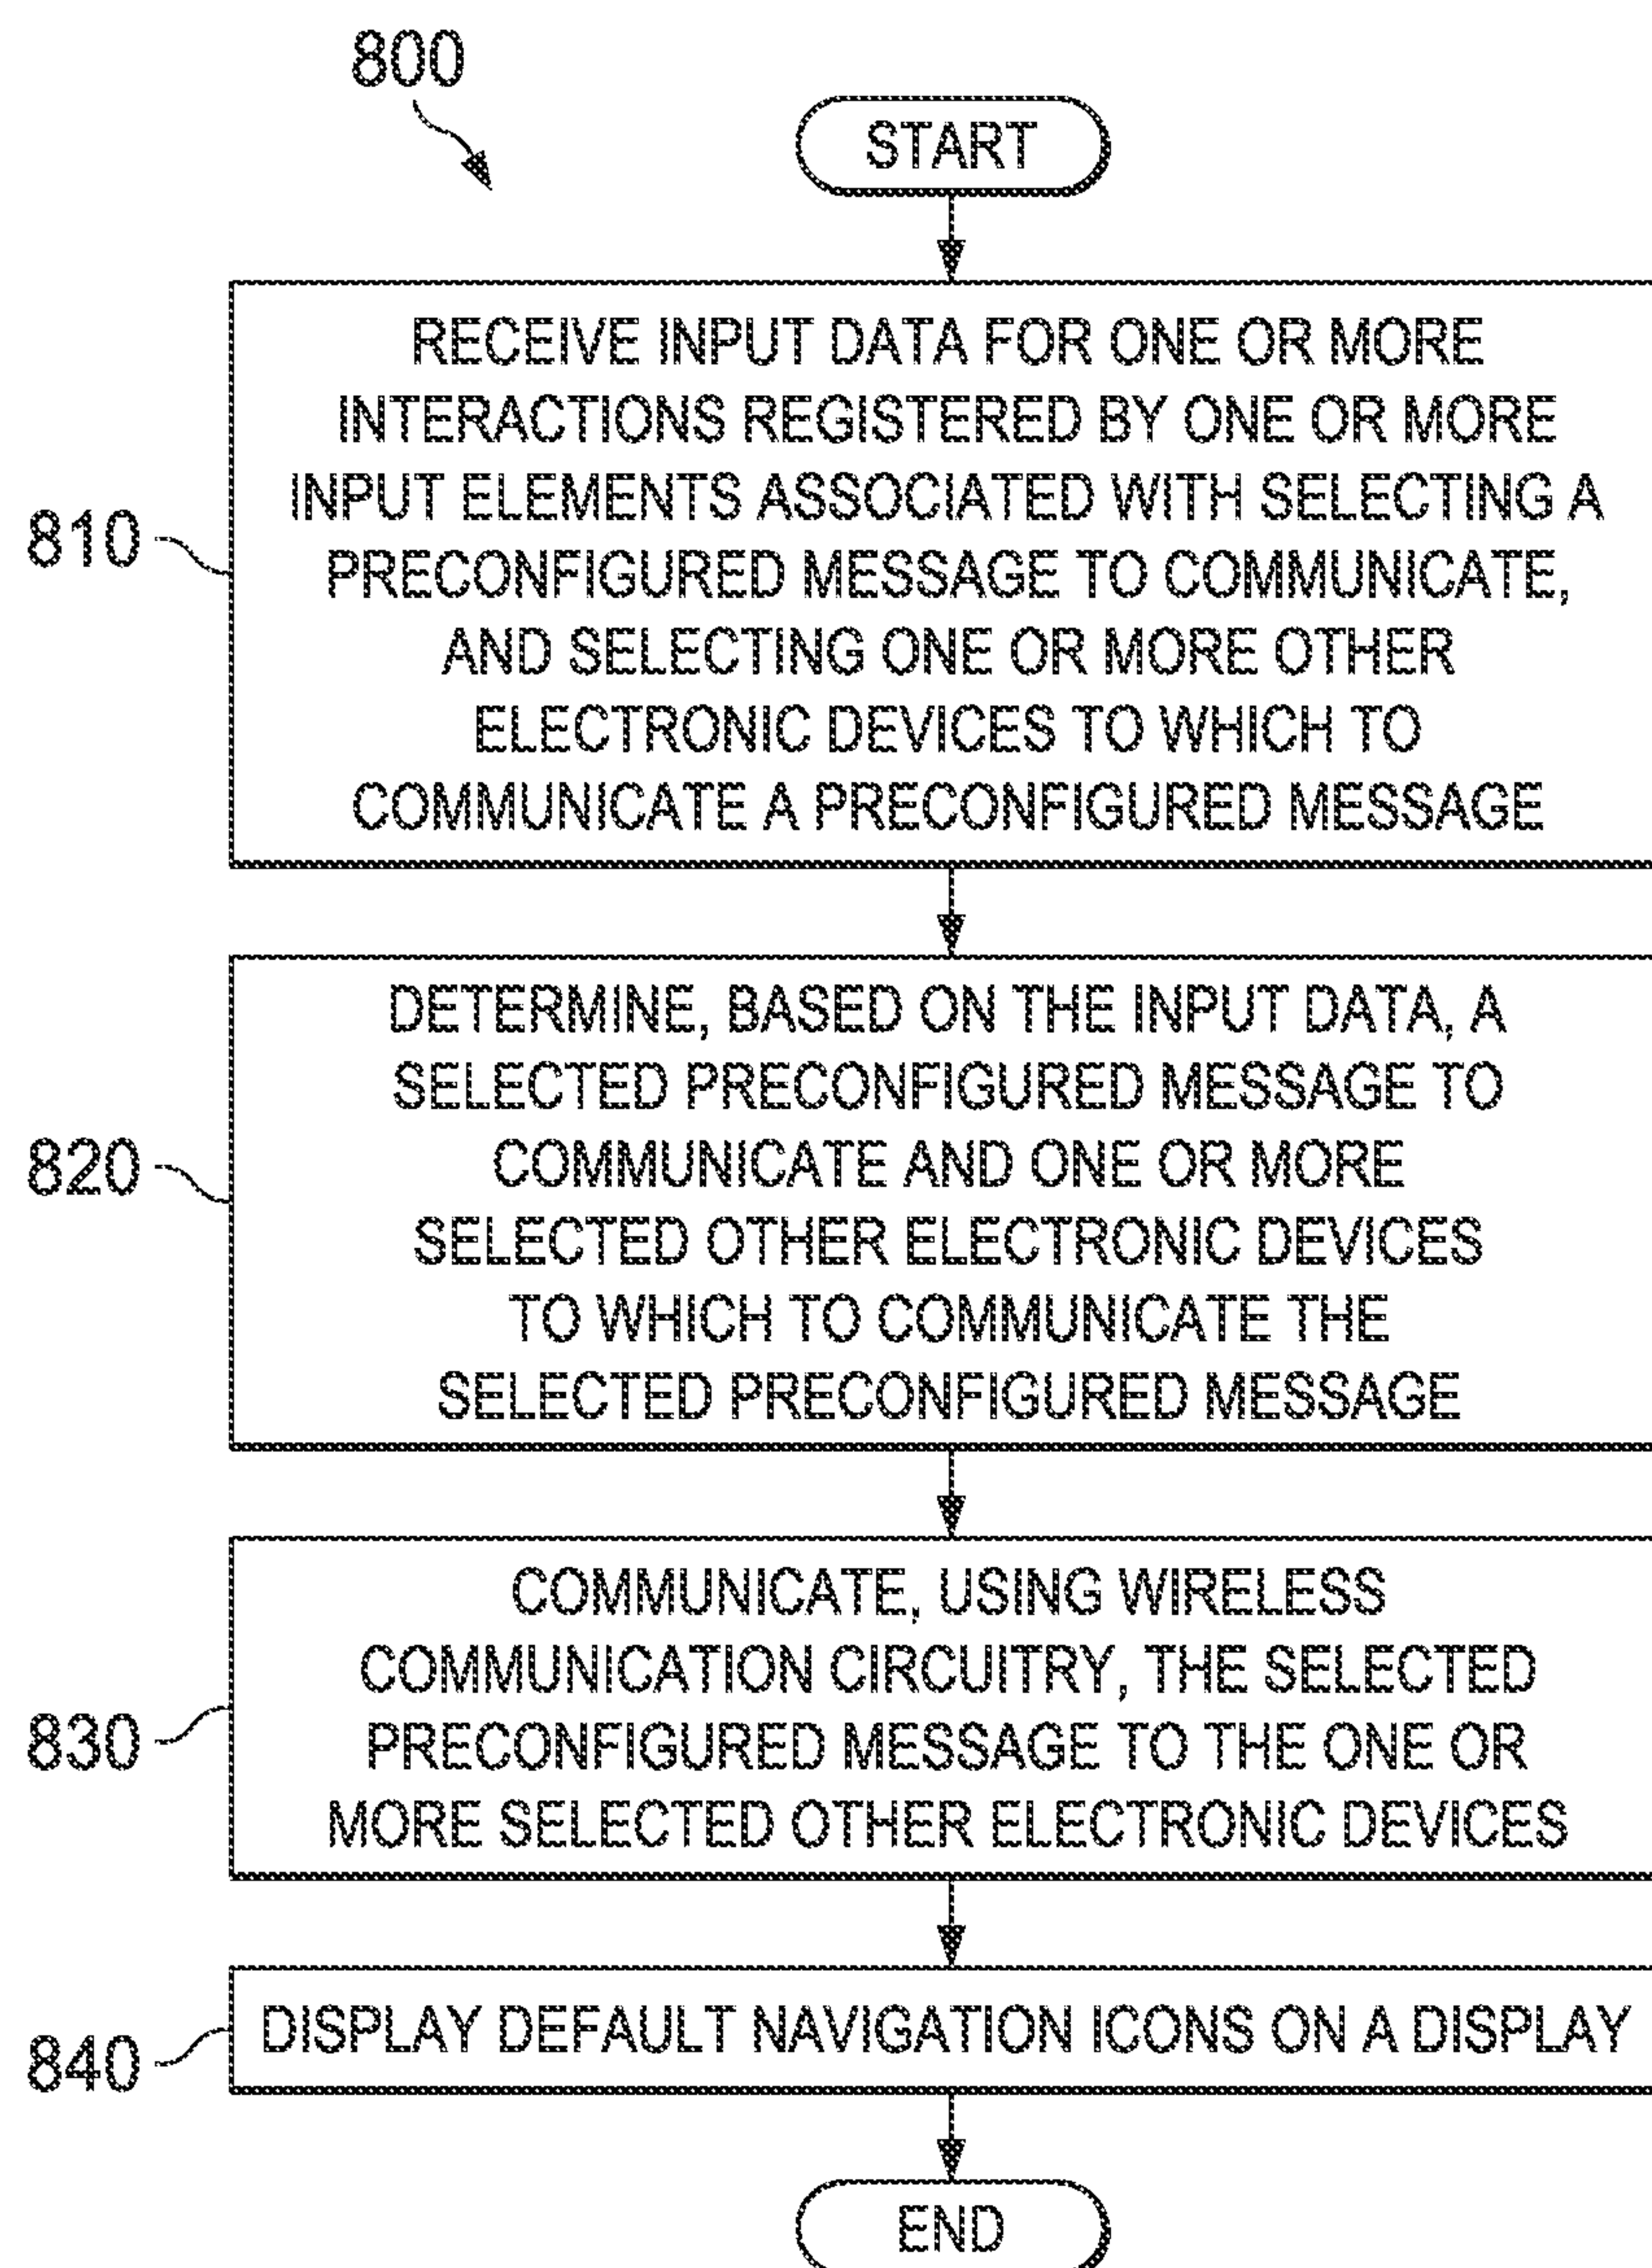 800
START
810
RECEIVE INPUT DATA FOR ONE OR MORE
INTERACTIONS REGISTERED BY ONE OR MORE
INPUT ELEMENTS ASSOCIATED WITH SELECTING A
PRECONFIGURED MESSAGE TO COMMUNICATE,
AND SELECTING ONE OR MORE OTHER
ELECTRONIC DEVICES TO WHICH TO
COMMUNICATE A PRECONFIGURED MESSAGE
820
DETERMINE, BASED ON THE INPUT DATA, A
SELECTED PRECONFIGURED MESSAGE TO
COMMUNICATE AND ONE OR MORE
SELECTED OTHER ELECTRONIC DEVICES
TO WHICH TO COMMUNICATE THE
SELECTED PRECONFIGURED MESSAGE
830
COMMUNICATE, USING WIRELESS
COMMUNICATION CIRCUITRY, THE SELECTED
PRECONFIGURED MESSAGE TO THE ONE OR
MORE SELECTED OTHER ELECTRONIC DEVICES
840
DISPLAY DEFAULT NAVIGATION ICONS ON A DISPLAY
END